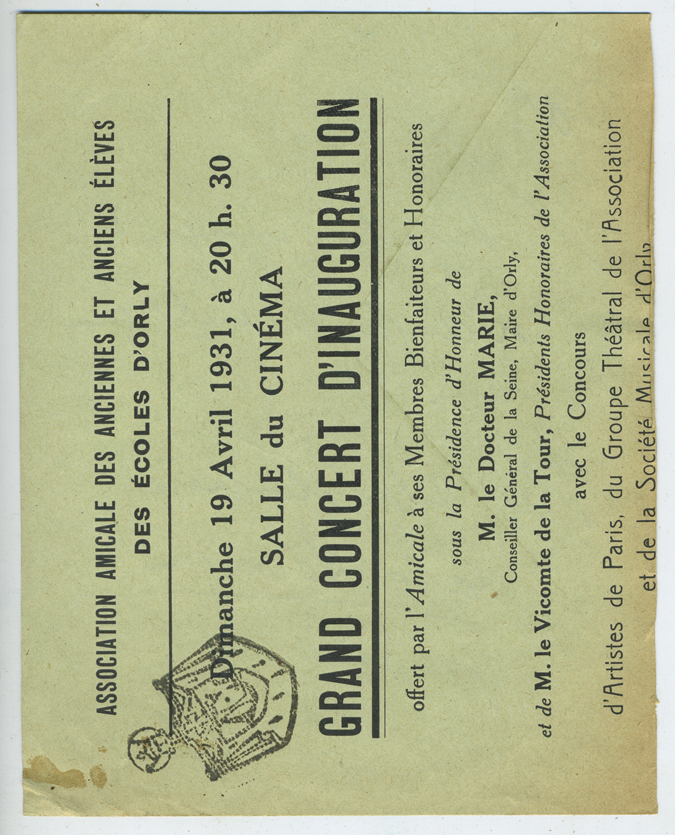 ASSOCIATION AMICALE DES ANCIENNES ET ANCIENS ÉLÈVES
DES ÉCOLES D'ORLY
Dimanche 19 Avril 1931, à 20 h. 30
SALLE du CINÉMA
GRAND CONCERT D'INAUGURATION
offert par l'Amicale à ses Membres Bienfaiteurs et Honoraires
sous la Présidence d'Honneur de
M. le Docteur MARIE,
Conseiller Général de la Seine, Maire d'Orly,
et de M. le Vicomte de la Tour, Présidents Honoraires de l'Association
avec le Concours
d'Artistes de Paris, du Groupe Théâtral de l'Association
et de la Société Musicale d'Orly